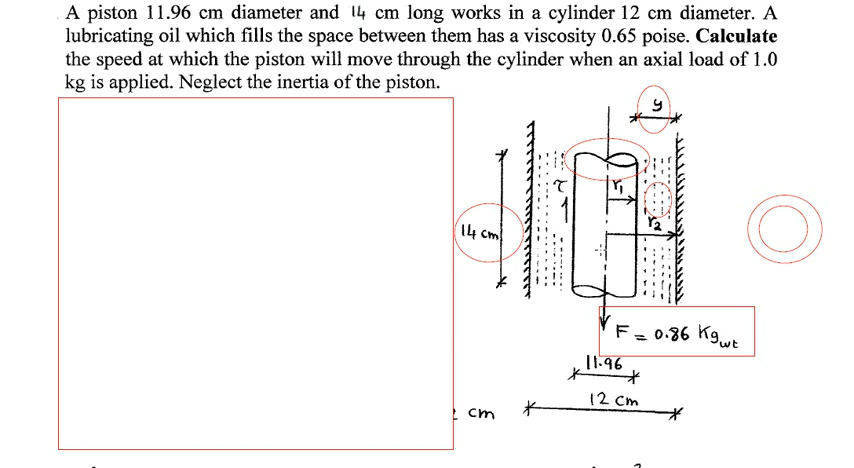 A piston 11.96 cm diameter and 14 cm long works in a cylinder 12 cm diameter. A
lubricating oil which fills the space between them has a viscosity 0.65 poise. Calculate
the speed at which the piston will move through the cylinder when an axial load of 1.0
kg is applied. Neglect the inertia of the piston.
y
τ
r₁
14 cm
r₂
F = 0.86 Kgwt
11.96
12 cm
cm